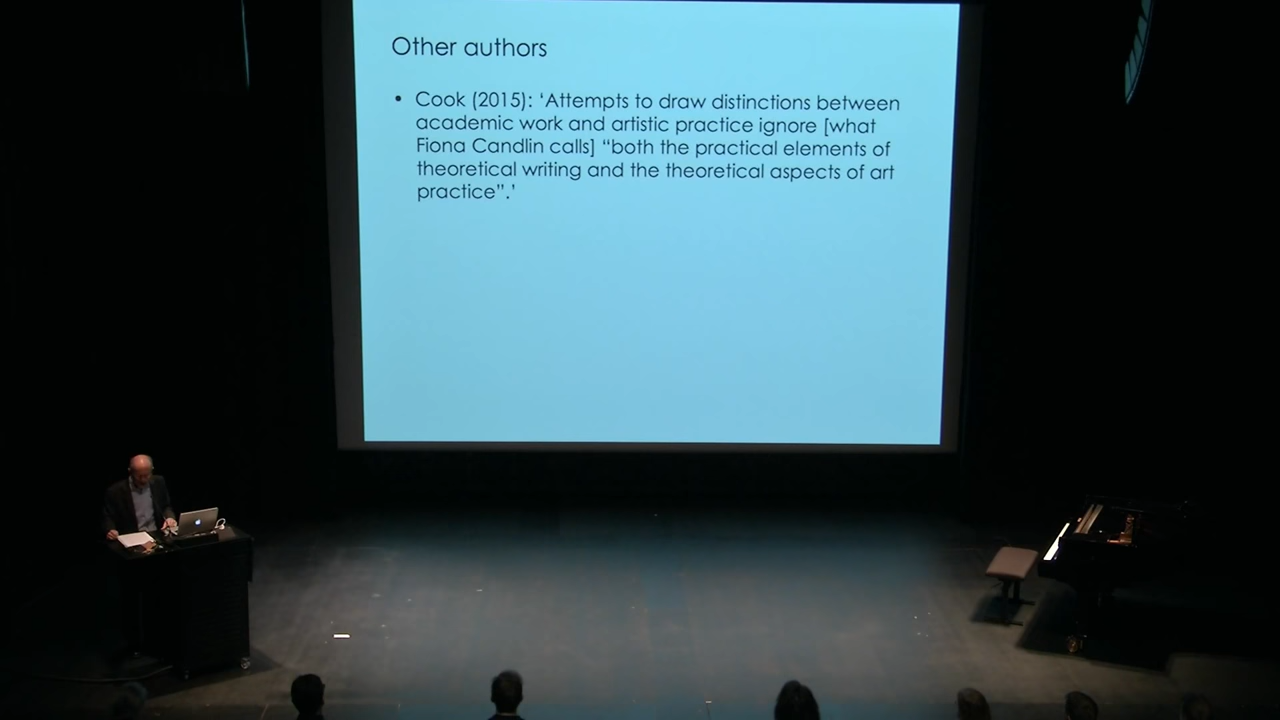 Other authors
• Cook (2015): ‘Attempts to draw distinctions between
academic work and artistic practice ignore [what
Fiona Candlin calls] “both the practical elements of
theoretical writing and the theoretical aspects of art
practice”.’